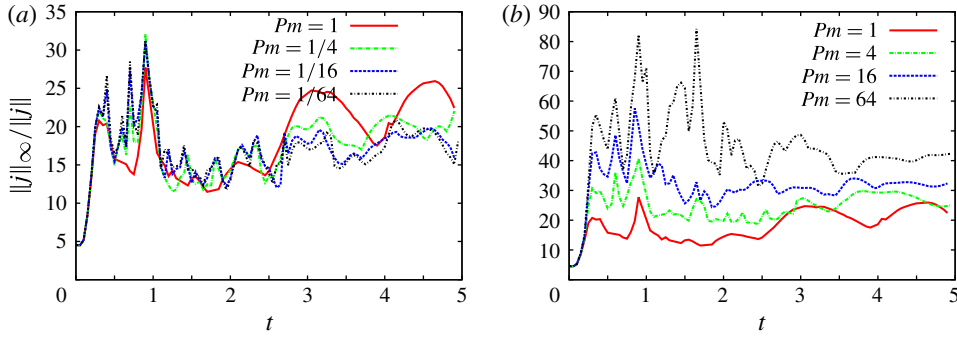 (a)
||j||∞/||j||
35
30
25
20
15
10
5
0
1
2
3
4
5
t
Pm = 1
Pm = 1/4
Pm = 1/16
Pm = 1/64
(b)
90
80
70
60
50
40
30
20
10
0
1
2
3
4
5
t
Pm = 1
Pm = 4
Pm = 16
Pm = 64